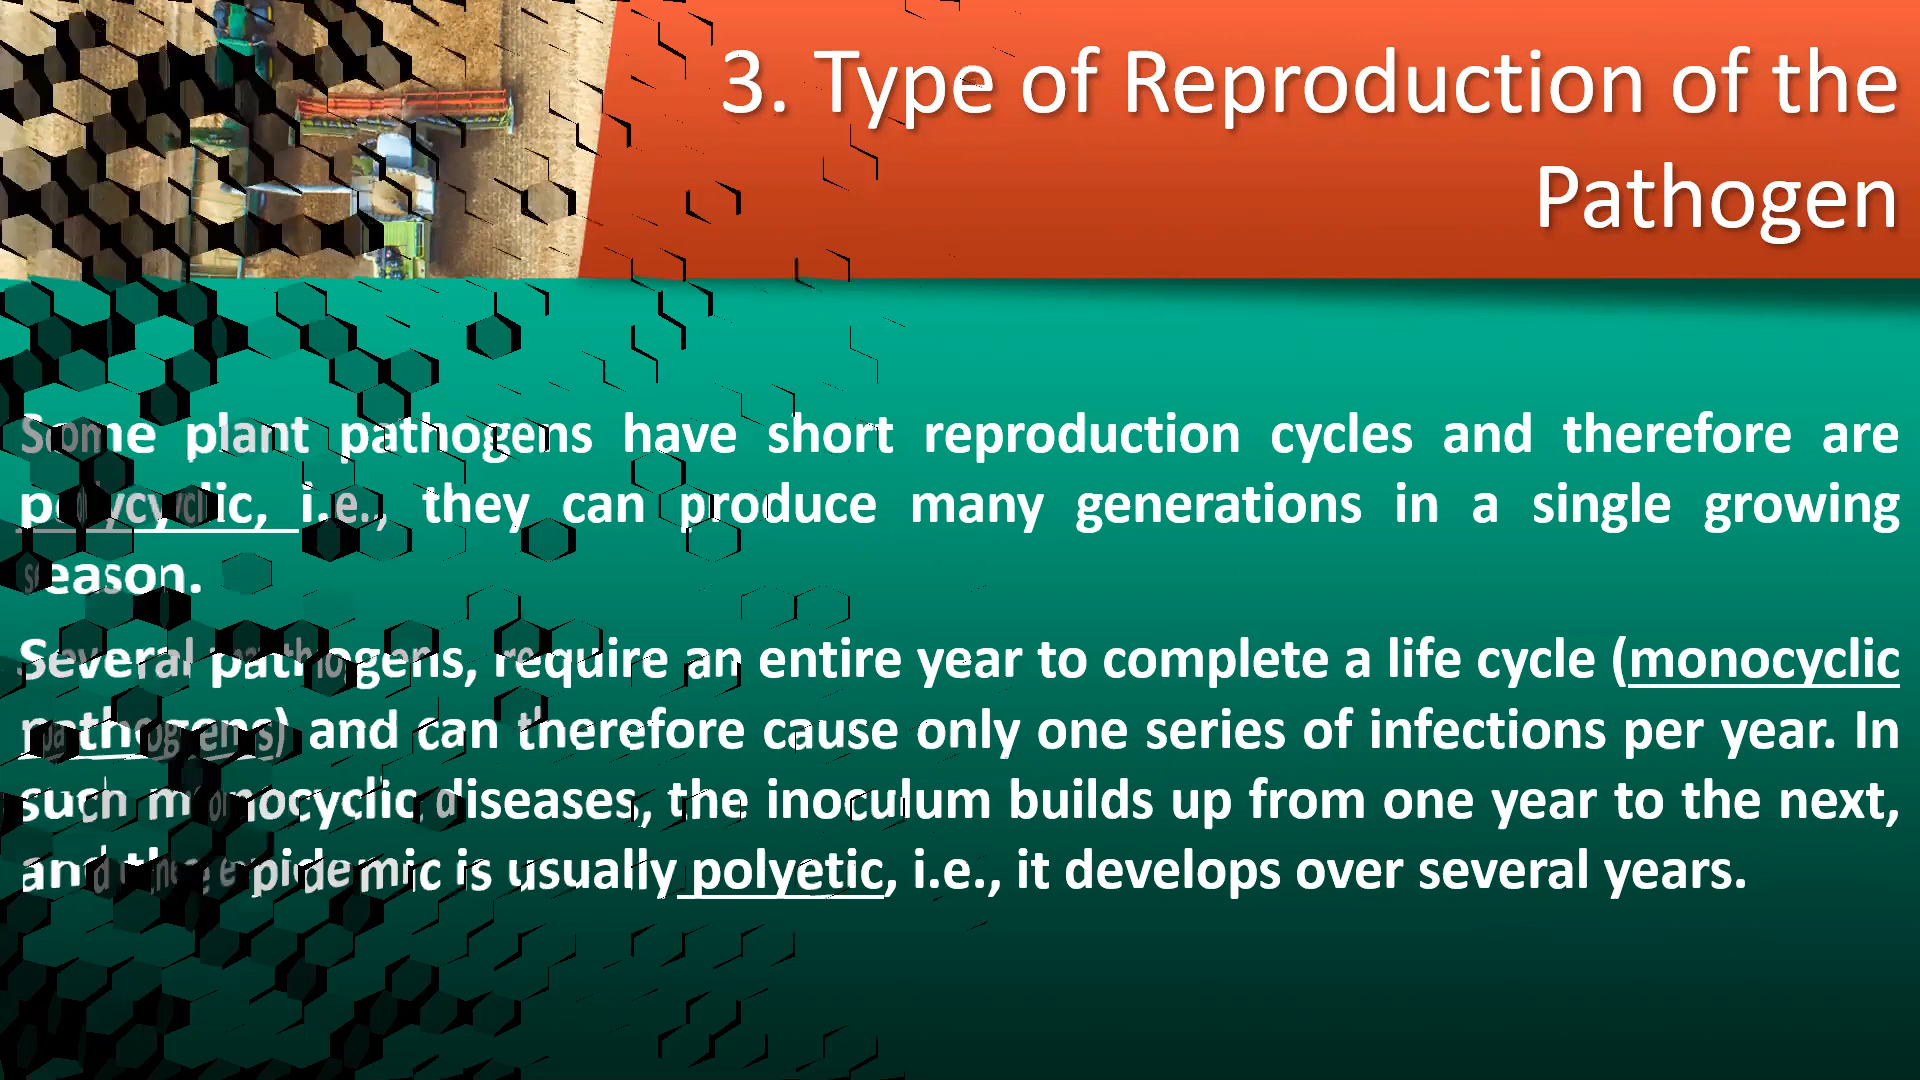 3. Type of Reproduction of the
Pathogen
Some plant pathogens have short reproduction cycles and therefore are
polycyclic, i.e., they can produce many generations in a single growing
season.
Several pathogens, require an entire year to complete a life cycle (monocyclic
pathogens) and can therefore cause only one series of infections per year. In
such monocyclic diseases, the inoculum builds up from one year to the next,
and the epidemic is usually polyetic, i.e., it develops over several years.